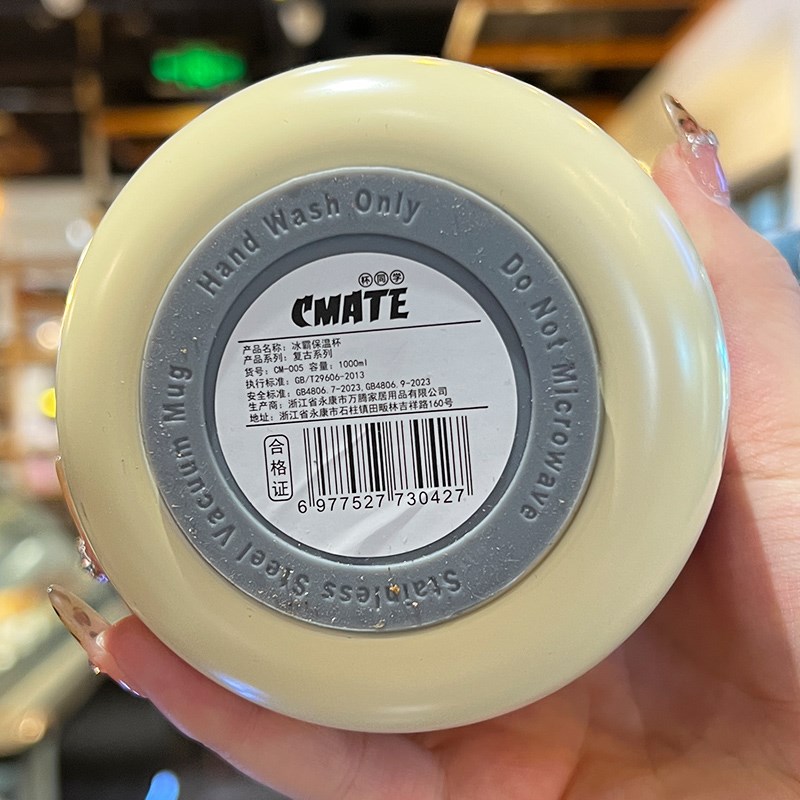 Hand Wash Only
Do Not Microwave
Stainless Steel Vacuum Mug
杯同学
CMATE
产品名称：冰霸保温杯
产品系列：复古系列
货号：CM-005 容量：1000ml
执行标准：GB/T29606-2013
安全标准：GB4806.7-2023,GB4806.9-2023
生产商：浙江省永康市万腾家居用品有限公司
地址：浙江省永康市石柱镇田畈林吉祥路160号
合格证
6 977527 730427